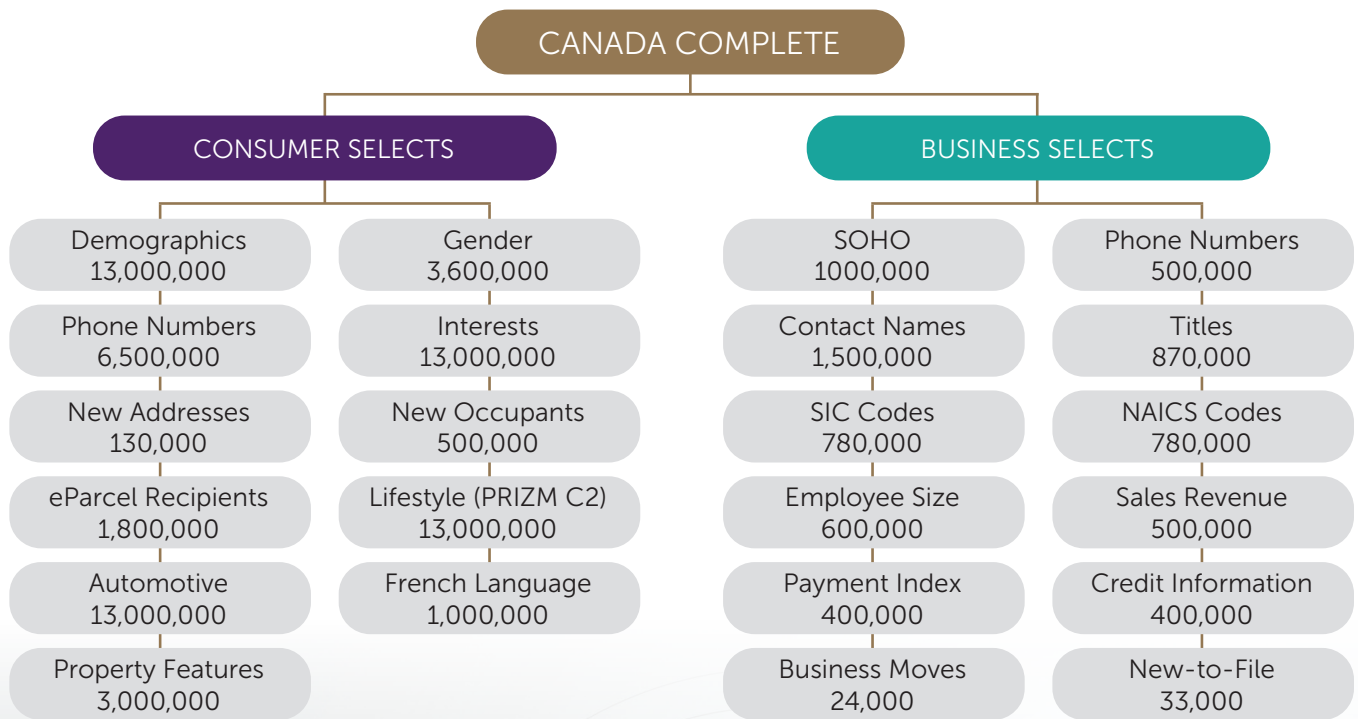 CANADA COMPLETE
CONSUMER SELECTS
Demographics
13,000,000
Phone Numbers
6,500,000
New Addresses
130,000
eParcel Recipients
1,800,000
Automotive
13,000,000
Property Features
3,000,000
Gender
3,600,000
Interests
13,000,000
New Occupants
500,000
Lifestyle (PRIZM C2)
13,000,000
French Language
1,000,000
BUSINESS SELECTS
SOHO
1000,000
Contact Names
1,500,000
SIC Codes
780,000
Employee Size
600,000
Payment Index
400,000
Business Moves
24,000
Phone Numbers
500,000
Titles
870,000
NAICS Codes
780,000
Sales Revenue
500,000
Credit Information
400,000
New-to-File
33,000